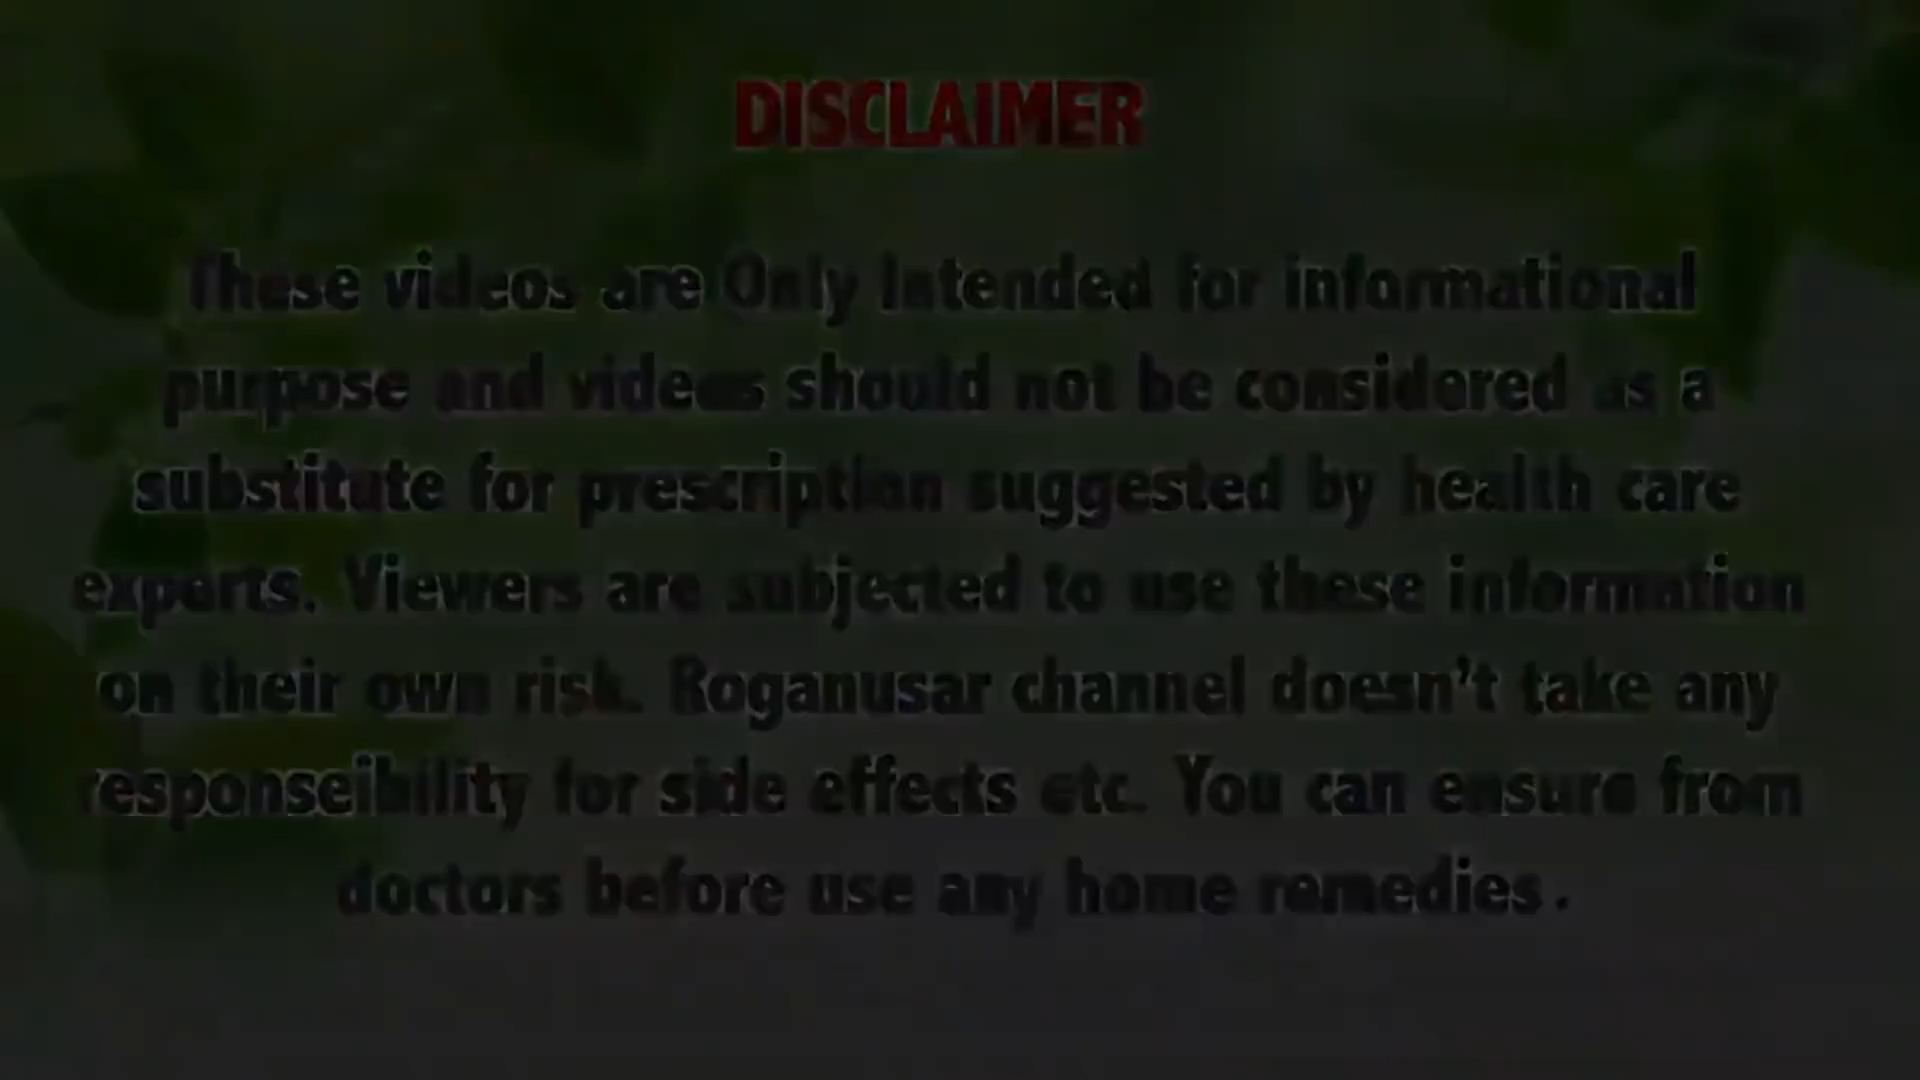 DISCLAIMER
These videos are Only Intended for informational
purpose and videos should not be considered as a
substitute for prescription suggested by health care
experts. Viewers are subjected to use these information
on their own risk. Roganusar channel doesn't take any
responseibility for side effects etc. You can ensure from
doctors before use any home remedies.